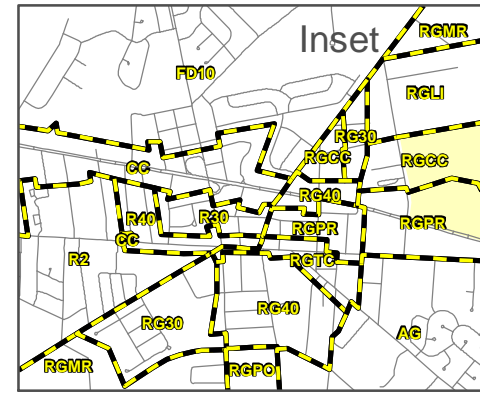 Inset
RGMR
FD10
RGLI
RG30
RGCC
RGCC
CC
RG40
R40
R30
RGPR
RGPR
CC
R2
RGTC
RG30
RG40
AG
RGMR
RGPO